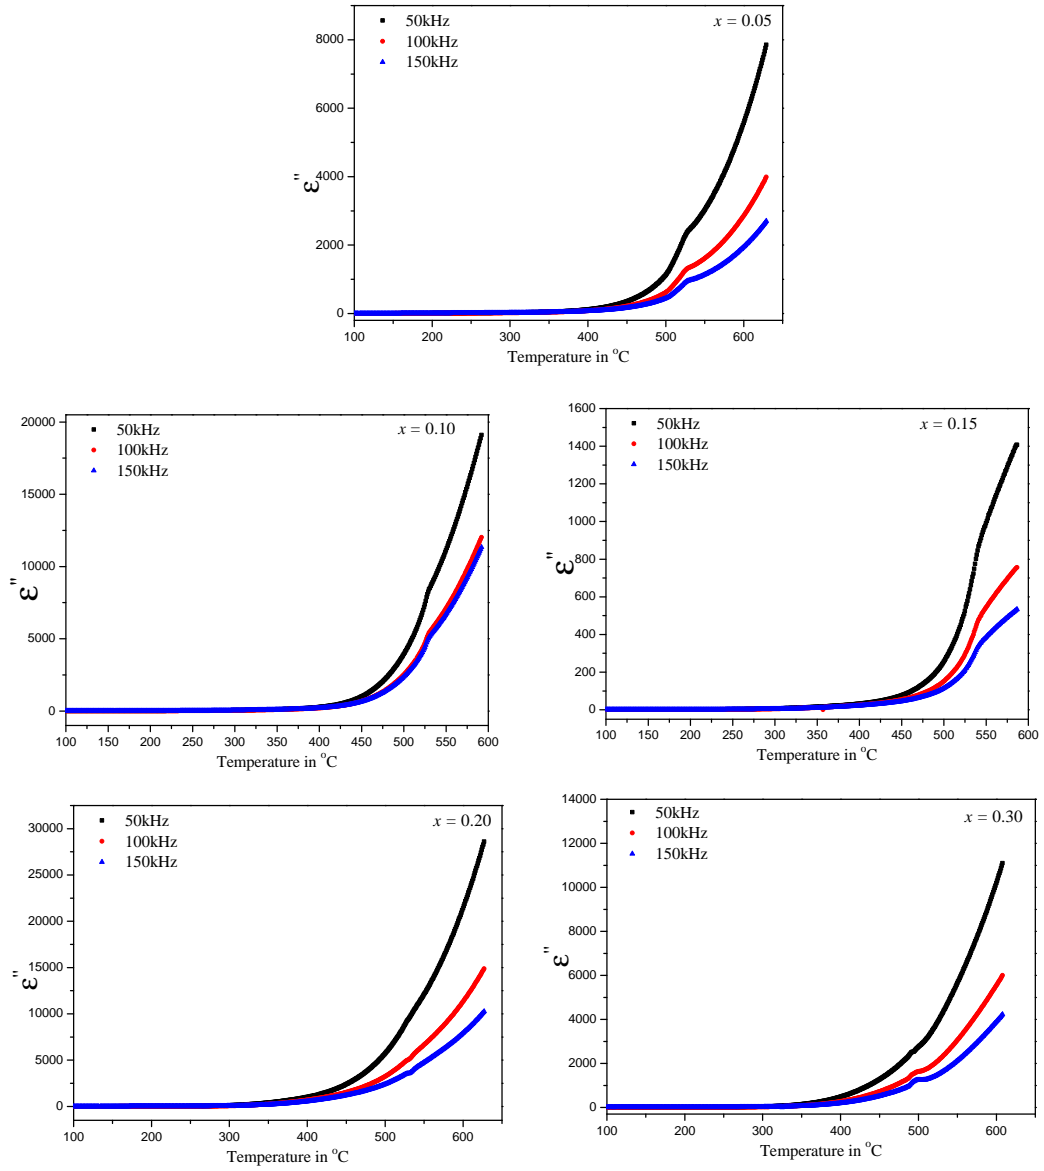 50kHz
100kHz
150kHz
x = 0.05
8000
6000
4000
2000
0
ε"
100 200 300 400 500 600
Temperature in °C
50kHz
100kHz
150kHz
x = 0.10
20000
15000
10000
5000
0
ε"
100 150 200 250 300 350 400 450 500 550 600
Temperature in °C
50kHz
100kHz
150kHz
x = 0.15
1600
1400
1200
1000
800
600
400
200
0
ε"
100 150 200 250 300 350 400 450 500 550 600
Temperature in °C
50kHz
100kHz
150kHz
x = 0.20
30000
25000
20000
15000
10000
5000
0
ε"
100 200 300 400 500 600
Temperature in °C
50kHz
100kHz
150kHz
x = 0.30
14000
12000
10000
8000
6000
4000
2000
0
ε"
100 200 300 400 500 600
Temperature in °C